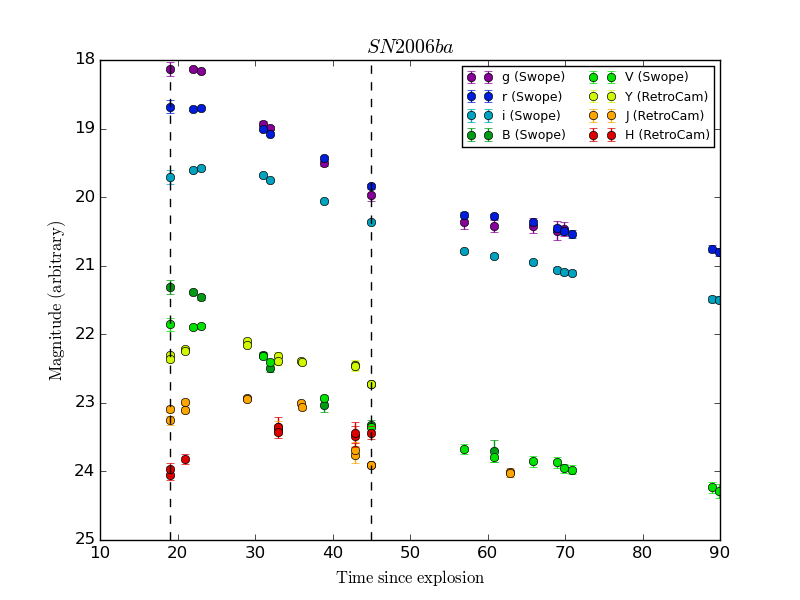 SN2006ba
18
19
20
21
22
23
24
25
Magnitude (arbitrary)
g (Swope)
r (Swope)
i (Swope)
B (Swope)
V (Swope)
Y (RetroCam)
J (RetroCam)
H (RetroCam)
10 20 30 40 50 60 70 80 90
Time since explosion